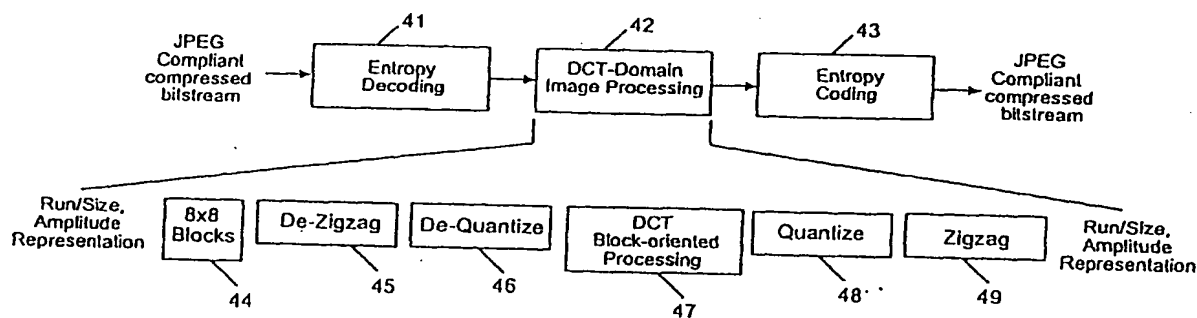 41
42
43
JPEG
Compliant
compressed
bitstream
Entropy
Decoding
DCT-Domain
Image Processing
Entropy
Coding
JPEG
Compliant
compressed
bitstream
Run/Size,
Amplitude
Representation
8x8
Blocks
De-Zigzag
De-Quantize
DCT
Block-oriented
Processing
Quantize
Zigzag
Run/Size,
Amplitude
Representation
44
45
46
47
48
49